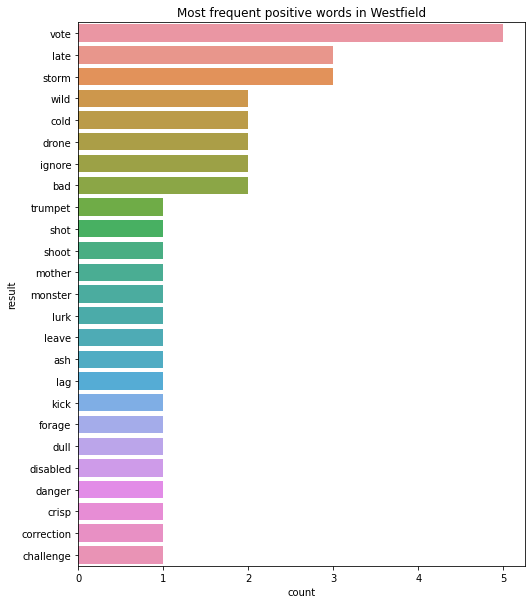 Most frequent positive words in Westfield
vote
late
storm
wild
cold
drone
ignore
bad
trumpet
shot
shoot
mother
monster
lurk
leave
ash
lag
kick
forage
dull
disabled
danger
crisp
correction
challenge
result
0 1 2 3 4 5
count